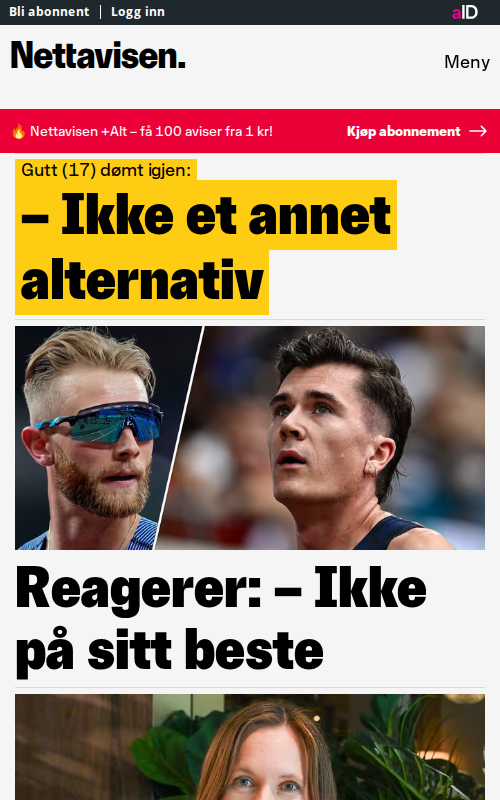 Bli abonnent | Logg inn
aID
Nettavisen.
Meny
🔥 Nettavisen +Alt – få 100 aviser fra 1 kr!
Kjøp abonnement →
Gutt (17) dømt igjen:
– Ikke et annet
alternativ
Reagerer: – Ikke
på sitt beste